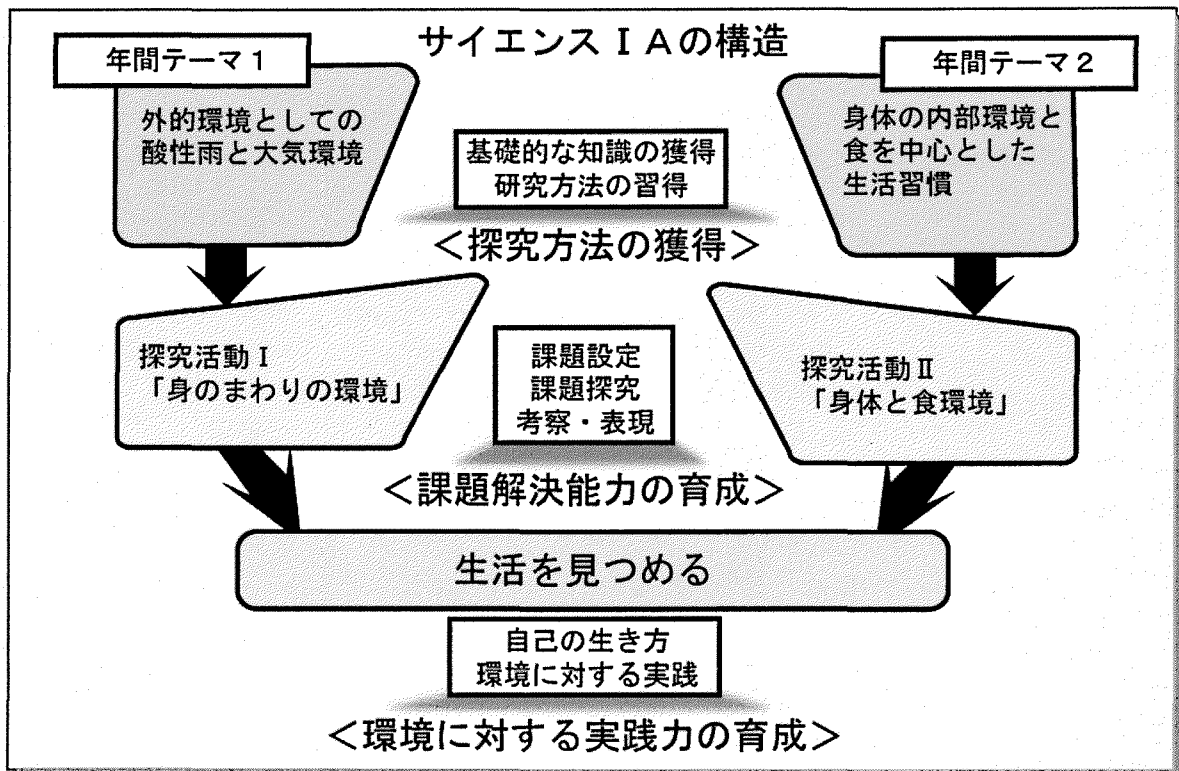 サイエンスⅠAの構造
年間テーマ1
外的環境としての
酸性雨と大気環境
年間テーマ2
身体の内部環境と
食を中心とした
生活習慣
基礎的な知識の獲得
研究方法の習得
<探究方法の獲得>
探究活動Ⅰ
「身のまわりの環境」
課題設定
課題探究
考察・表現
探究活動Ⅱ
「身体と食環境」
<課題解決能力の育成>
生活を見つめる
自己の生き方
環境に対する実践
<環境に対する実践力の育成>